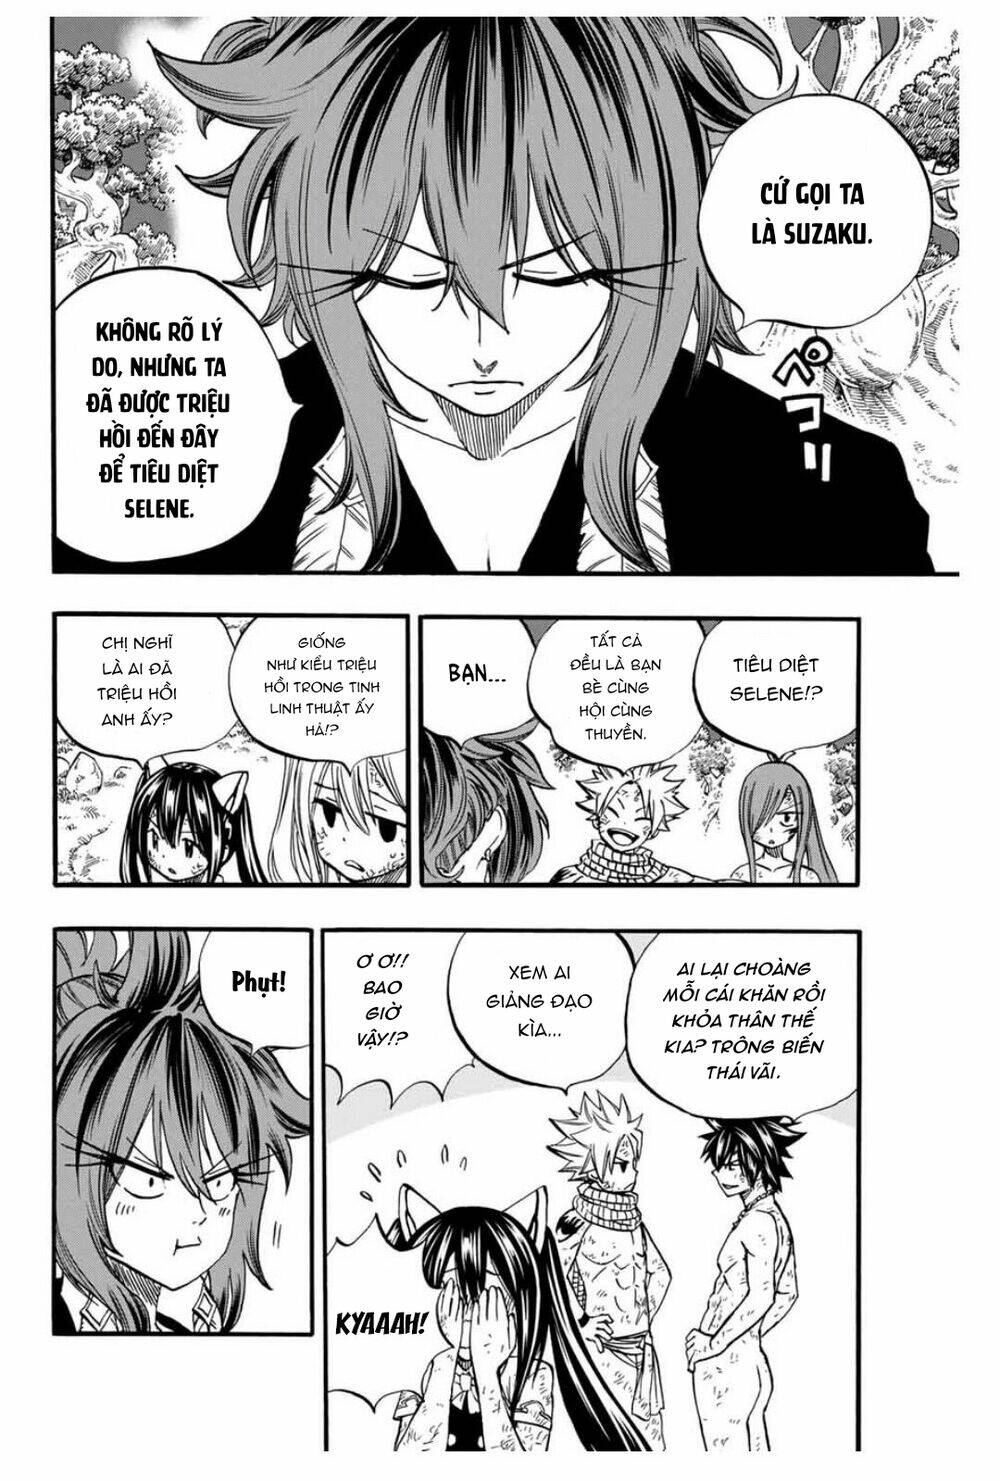 CỨ GỌI TA
LÀ SUZAKU.
ペコリ
KHÔNG RÕ LÝ
DO, NHƯNG TA
ĐÃ ĐƯỢC TRIỆU
HỒI ĐẾN ĐÂY
ĐỂ TIÊU DIỆT
SELENE.
TIÊU DIỆT
SELENE!?
TẤT CẢ
ĐỀU LÀ BẠN
BÈ CÙNG
HỘI CÙNG
THUYỀN.
BẠN...
GIỐNG
NHƯ KIỂU TRIỆU
HỒI TRONG TINH
LINH THUẬT ẤY
HẢ!?
CHỊ NGHĨ
LÀ AI ĐÃ
TRIỆU HỒI
ANH ẤY?
AI LẠI CHOÀNG
MỖI CÁI KHĂN RỒI
KHỎA THÂN THẾ
KIA? TRÔNG BIẾN
THÁI VÃI.
XEM AI
GIẢNG ĐẠO
KÌA...
Ơ Ơ!!
BAO
GIỜ
VẬY!?
KYAAAH!
Phụt!